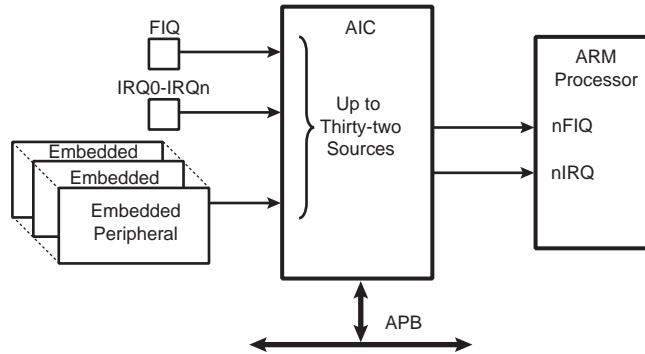 FIQ
IRQ0-IRQn
Embedded
Embedded
Embedded
Peripheral
AIC
Up to
Thirty-two
Sources
ARM
Processor
nFIQ
nIRQ
APB